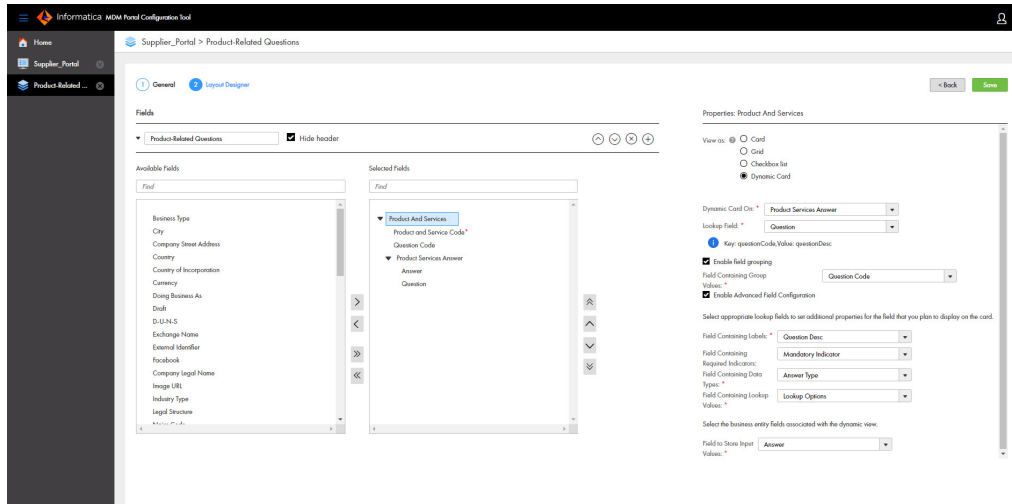 Informatica MDM Portal Configuration Tool
Home
Supplier_Portal
Product-Related ...
Supplier_Portal > Product-Related Questions
1 General 2 Layout Designer
< Back Save
Fields
Product-Related Questions Hide header
Available Fields
Find
Business Type
City
Company Street Address
Country
Country of Incorporation
Currency
Doing Business As
Draft
D-U-N-S
Exchange Name
External Identifier
Facebook
Company Legal Name
Image URL
Industry Type
Legal Structure
Selected Fields
Find
Product And Services
Product and Service Code*
Question Code
Product Services Answer
Answer
Question
Properties: Product And Services
View as: Card
Grid
Checkbox list
Dynamic Card
Dynamic Card On: * Product Services Answer
Lookup Field: * Question
Key: questionCode,Value: questionDesc
Enable field grouping
Field Containing Group Question Code
Values: *
Enable Advanced Field Configuration
Select appropriate lookup fields to set additional properties for the field that you plan to display on the card.
Field Containing Labels: * Question Desc
Field Containing Mandatory Indicator
Required Indicators:
Field Containing Data Answer Type
Types: *
Field Containing Lookup Lookup Options
Values: *
Select the business entity fields associated with the dynamic view.
Field to Store Input Answer
Values: *